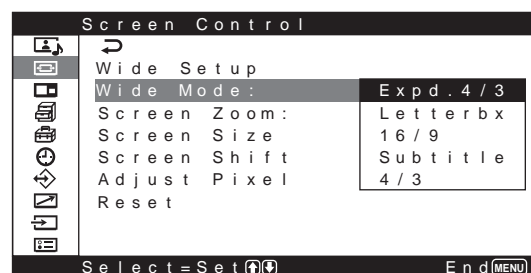 Screen Control
Wide Setup
Wide Mode: Expd.4/3
Screen Zoom: Letterbx
Screen Size 16/9
Screen Shift Subtitle
Adjust Pixel 4/3
Reset
Select=Set End MENU